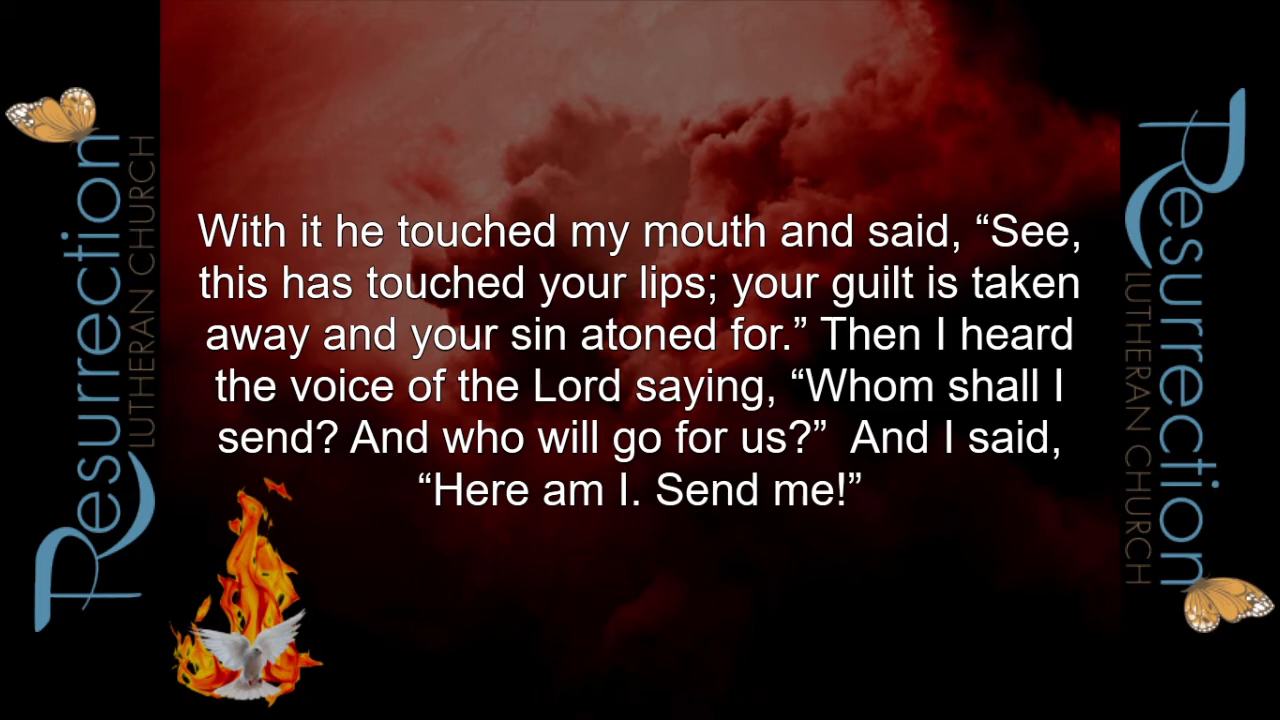 Resurrection
LUTHERAN CHURCH
With it he touched my mouth and said, “See,
this has touched your lips; your guilt is taken
away and your sin atoned for.” Then I heard
the voice of the Lord saying, “Whom shall I
send? And who will go for us?”  And I said,
“Here am I. Send me!”
Resurrection
LUTHERAN CHURCH